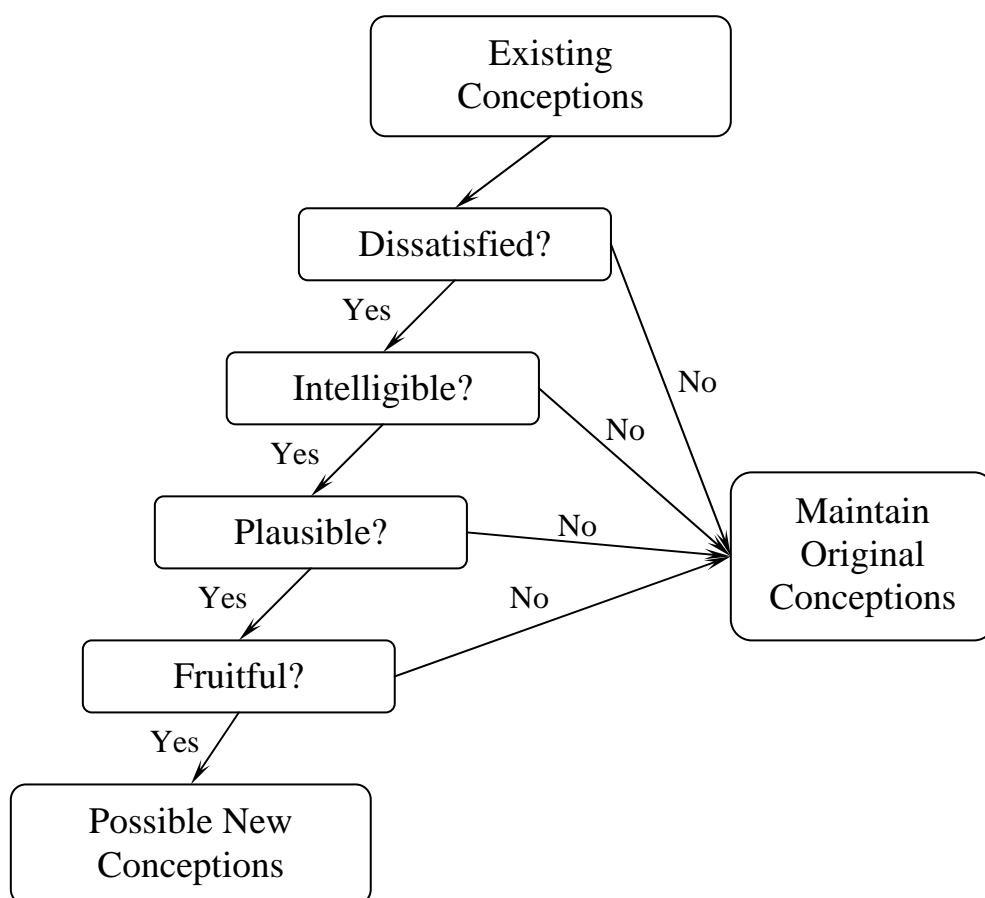 Existing
Conceptions
Dissatisfied?
Yes
No
Intelligible?
No
Yes
Plausible?
No
Maintain
Original
Conceptions
Yes
No
Fruitful?
Yes
Possible New
Conceptions